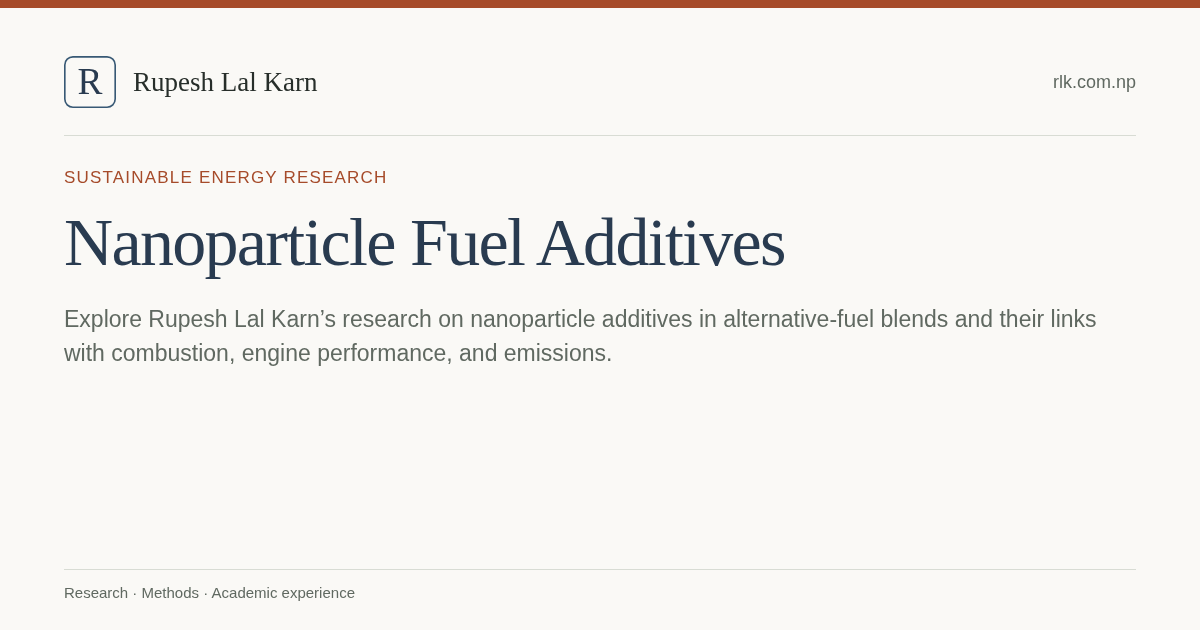 R
Rupesh Lal Karn
rlk.com.np
SUSTAINABLE ENERGY RESEARCH
Nanoparticle Fuel Additives
Explore Rupesh Lal Karn’s research on nanoparticle additives in alternative-fuel blends and their links
with combustion, engine performance, and emissions.
Research · Methods · Academic experience